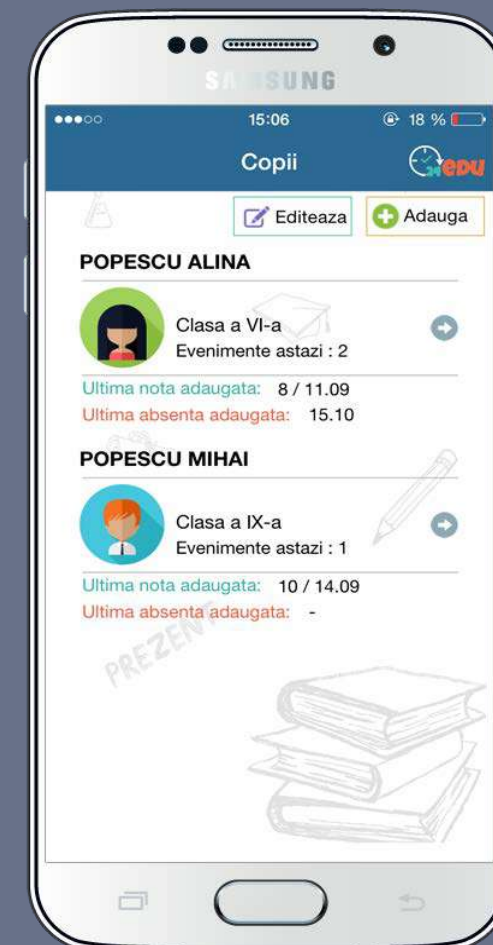 SAMSUNG
15:06
18 %
Copii
24EDU
Editeaza
Adauga
POPESCU ALINA
Clasa a VI-a
Evenimente astazi : 2
Ultima nota adaugata: 8 / 11.09
Ultima absenta adaugata: 15.10
POPESCU MIHAI
Clasa a IX-a
Evenimente astazi : 1
Ultima nota adaugata: 10 / 14.09
Ultima absenta adaugata: -
PREZENT